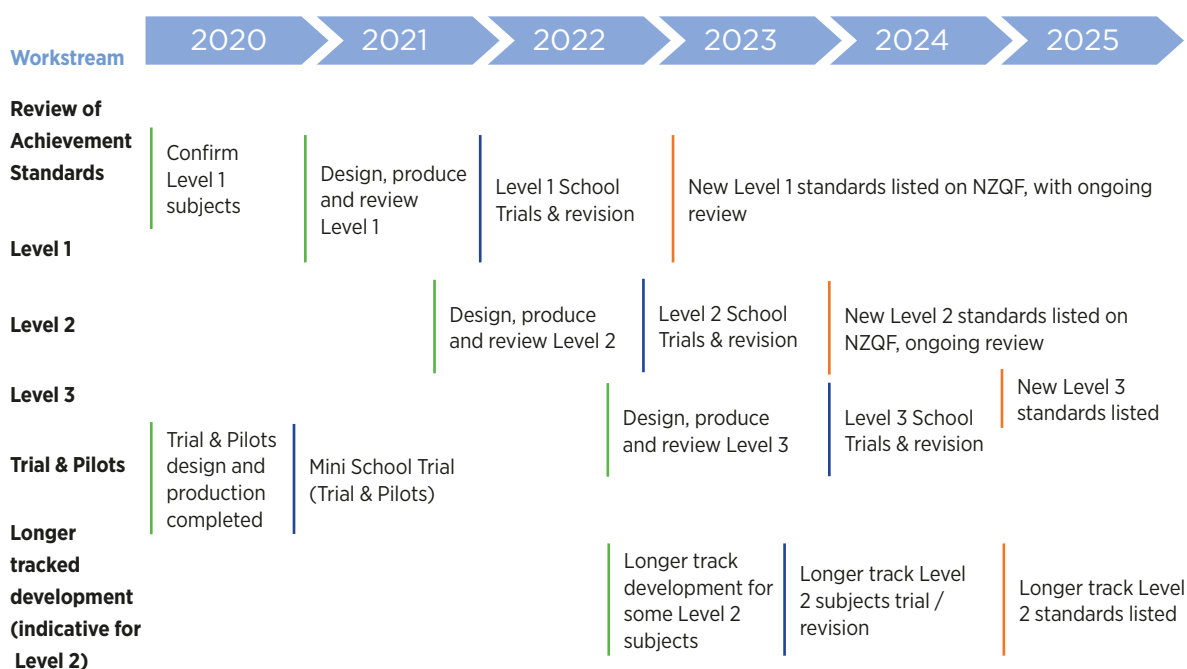 Workstream
2020
2021
2022
2023
2024
2025
Review of
Achievement
Standards
Level 1
Confirm
Level 1
subjects
Design, produce
and review
Level 1
Level 1 School
Trials & revision
New Level 1 standards listed on NZQF, with ongoing
review
Level 2
Design, produce
and review Level 2
Level 2 School
Trials & revision
New Level 2 standards listed on
NZQF, ongoing review
Level 3
Design, produce
and review Level 3
Level 3 School
Trials & revision
New Level 3
standards listed
Trial & Pilots
Trial & Pilots
design and
production
completed
Mini School Trial
(Trial & Pilots)
Longer
tracked
development
(indicative for
Level 2)
Longer track
development for
some Level 2
subjects
Longer track Level
2 subjects trial /
revision
Longer track Level
2 standards listed